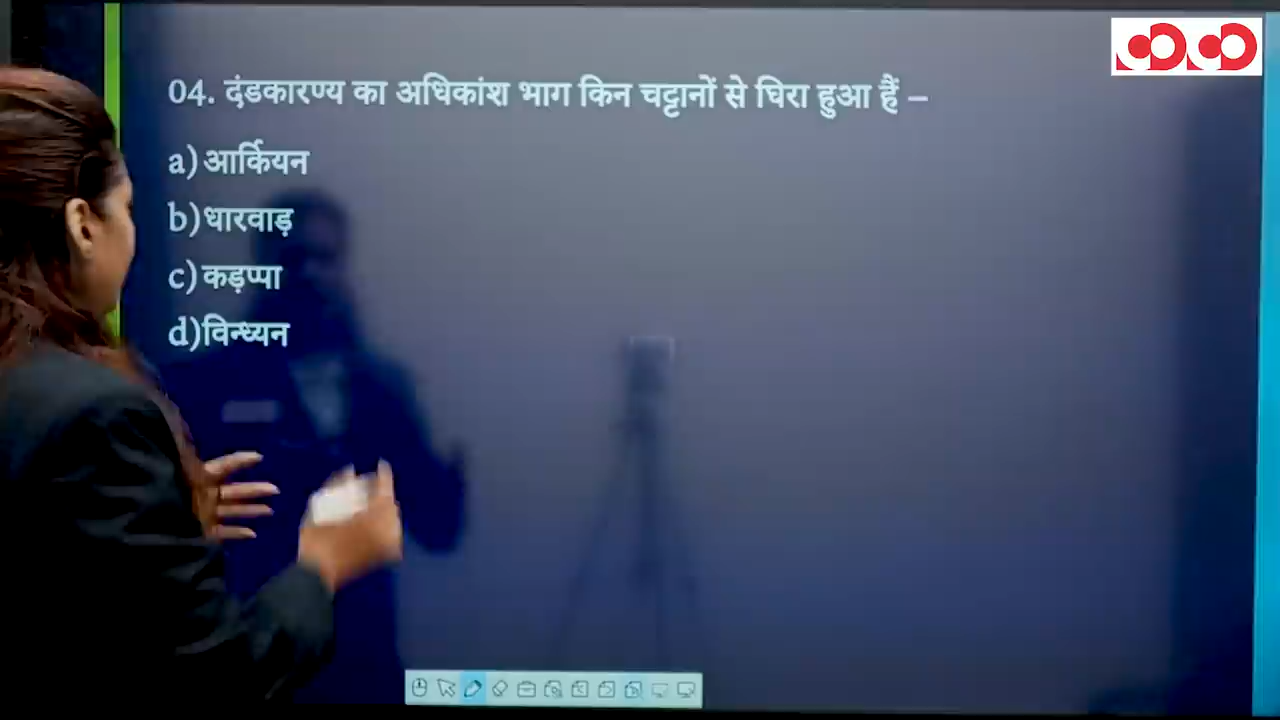 04. दंडकारण्य का अधिकांश भाग किन चट्टानों से घिरा हुआ हैं –
a) आर्कियन
b) धारवाड़
c) कड़प्पा
d) विन्ध्यन